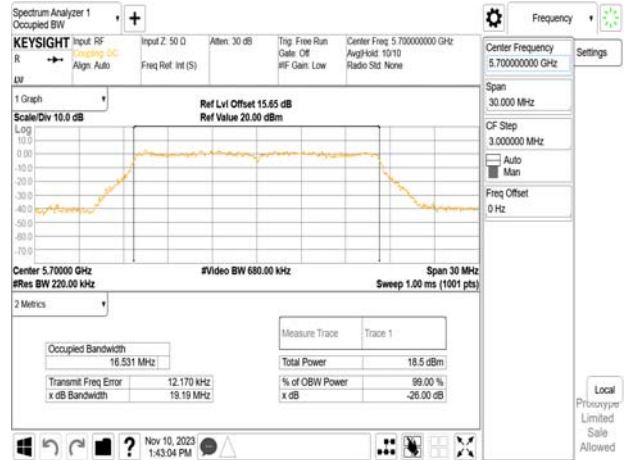 Spectrum Analyzer 1
Occupied BW
Frequency
KEYSIGHT
Input: RF
Coupling: DC
Align: Auto
Input Z: 50 Ω
Freq Ref: Int (S)
Atten: 30 dB
Trig: Free Run
Gate: Off
#IF Gain: Low
Center Freq: 5.700000000 GHz
Avg|Hold: 10/10
Radio Std: None
R
LXI
Center Frequency
5.700000000 GHz
Settings
Span
30.000 MHz
CF Step
3.000000 MHz
Auto
Man
Freq Offset
0 Hz
1 Graph
Scale/Div 10.0 dB
Ref Lvl Offset 15.65 dB
Ref Value 20.00 dBm
Log
10.0
0.00
-10.0
-20.0
-30.0
-40.0
-50.0
-60.0
-70.0
Center 5.70000 GHz
#Video BW 680.00 kHz
Span 30 MHz
#Res BW 220.00 kHz
Sweep 1.00 ms (1001 pts)
2 Metrics
Measure Trace
Trace 1
Occupied Bandwidth
16.531 MHz
Total Power
18.5 dBm
Transmit Freq Error
12.170 kHz
% of OBW Power
99.00 %
x dB Bandwidth
19.19 MHz
x dB
-26.00 dB
Local
Prototype
Limited
Sale
Allowed
?
Nov 10, 2023
1:43:04 PM